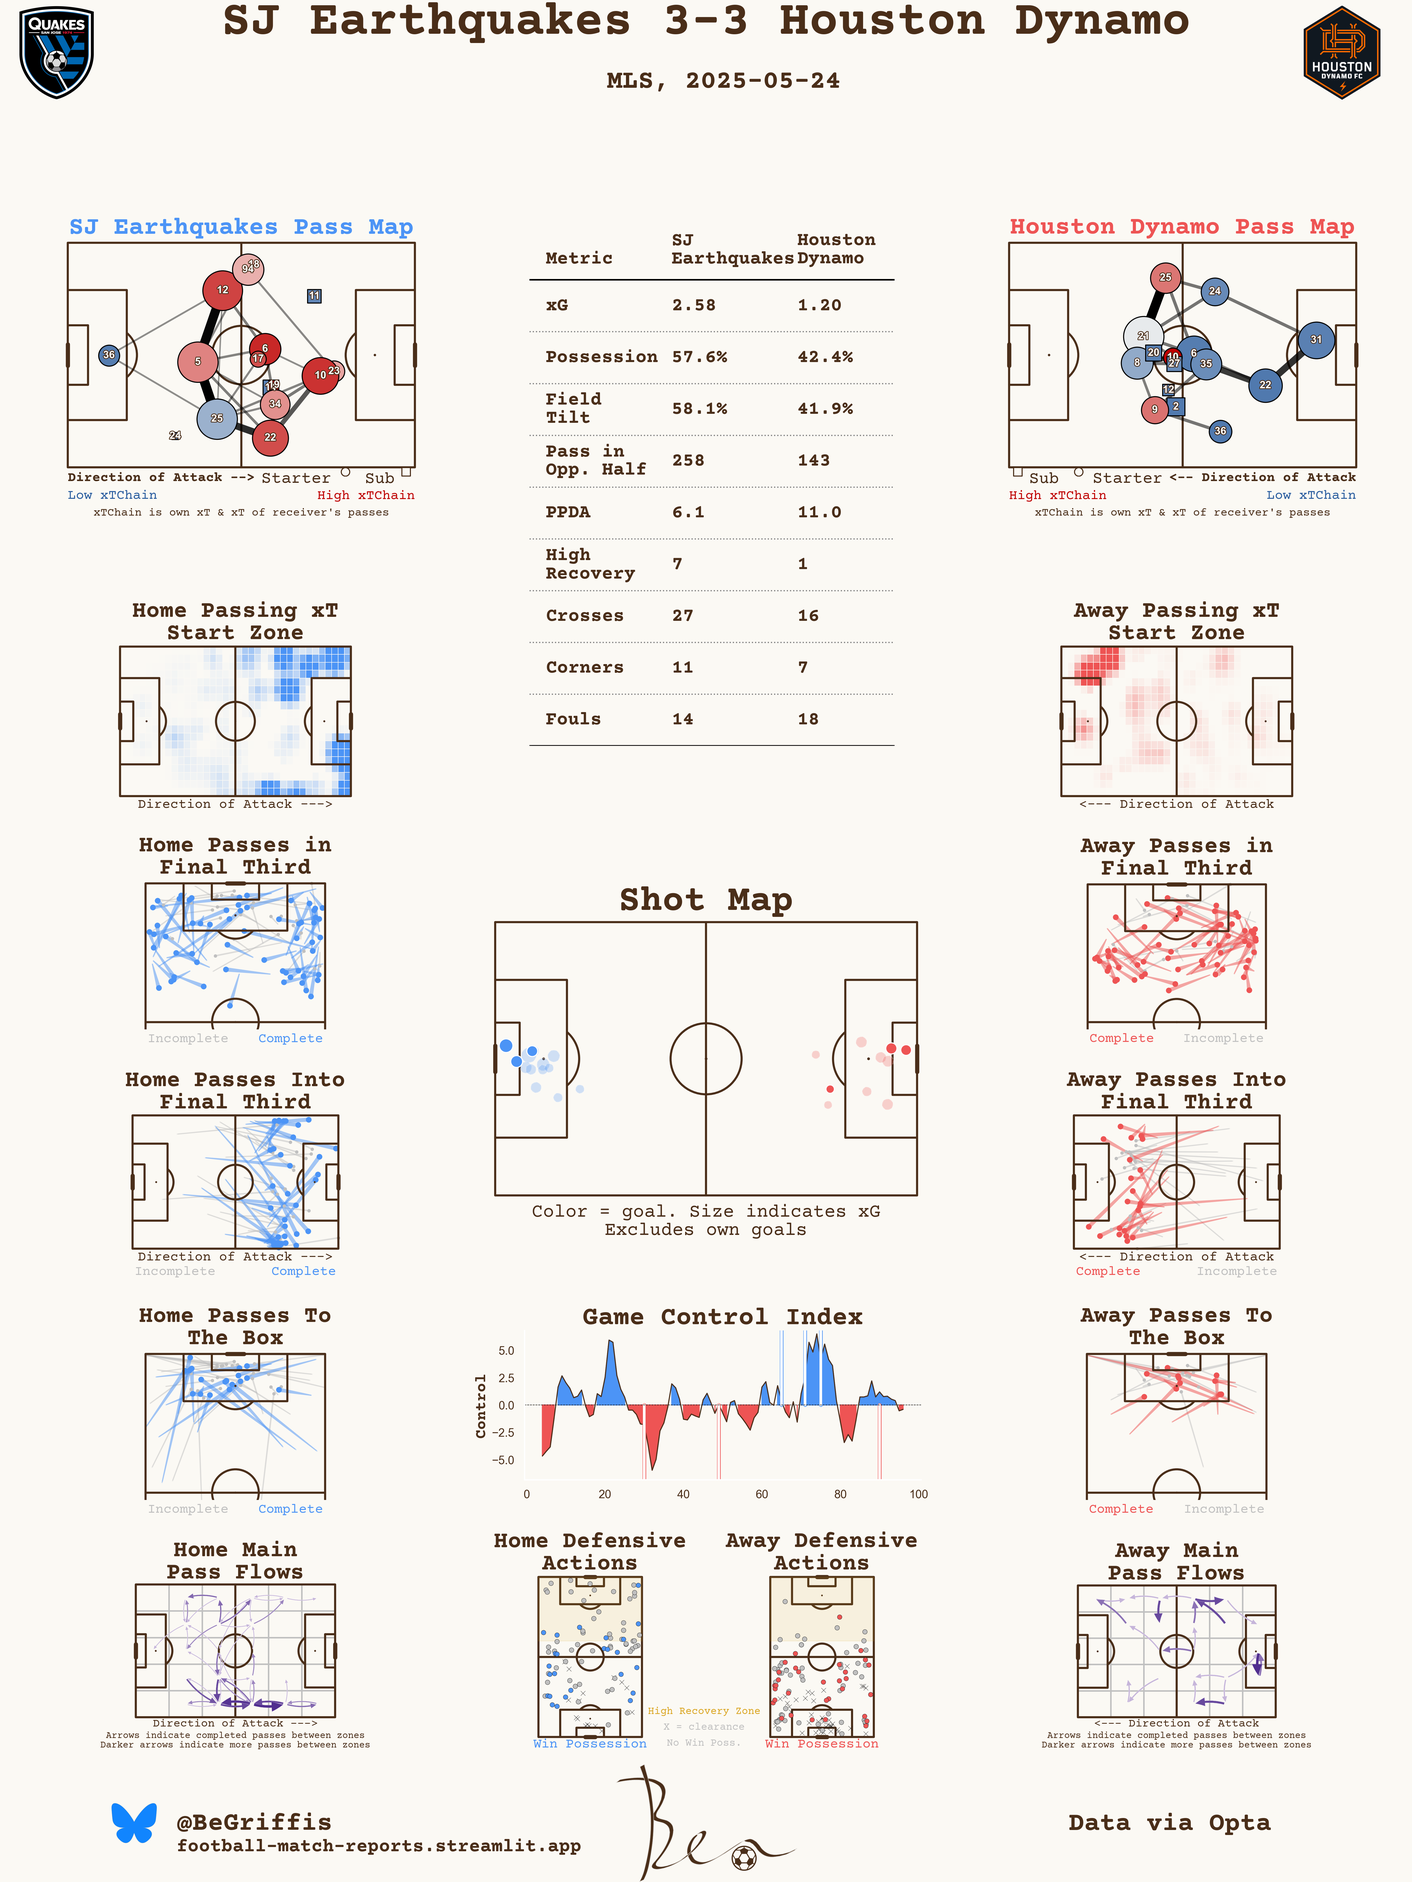 SJ Earthquakes 3-3 Houston Dynamo
MLS, 2025-05-24
QUAKES
SAN JOSE
HOUSTON
DYNAMO FC
SJ Earthquakes Pass Map
36
12
94
18
11
5
6
17
10
23
19
34
25
22
24
Direction of Attack --> Starter Sub
Low xTChain High xTChain
xTChain is own xT & xT of receiver's passes
Metric SJ Earthquakes Houston Dynamo
xG 2.58 1.20
Possession 57.6% 42.4%
Field Tilt 58.1% 41.9%
Pass in Opp. Half 258 143
PPDA 6.1 11.0
High Recovery 7 1
Crosses 27 16
Corners 11 7
Fouls 14 18
Houston Dynamo Pass Map
25
24
21
31
20
10
6
8
27
35
22
12
9
2
36
Sub Starter <-- Direction of Attack
High xTChain Low xTChain
xTChain is own xT & xT of receiver's passes
Home Passing xT
Start Zone
Direction of Attack --->
Away Passing xT
Start Zone
<--- Direction of Attack
Home Passes in
Final Third
Incomplete Complete
Away Passes in
Final Third
Complete Incomplete
Shot Map
Color = goal. Size indicates xG
Excludes own goals
Home Passes Into
Final Third
Direction of Attack --->
Incomplete Complete
Away Passes Into
Final Third
<--- Direction of Attack
Complete Incomplete
Home Passes To
The Box
Incomplete Complete
Game Control Index
Control
5.0
2.5
0.0
−2.5
−5.0
0 20 40 60 80 100
Away Passes To
The Box
Complete Incomplete
Home Main
Pass Flows
Direction of Attack --->
Arrows indicate completed passes between zones
Darker arrows indicate more passes between zones
Home Defensive
Actions
Win Possession
High Recovery Zone
X = clearance
No Win Poss.
Away Defensive
Actions
Win Possession
Away Main
Pass Flows
<--- Direction of Attack
Arrows indicate completed passes between zones
Darker arrows indicate more passes between zones
@BeGriffis
football-match-reports.streamlit.app
Ben
Data via Opta